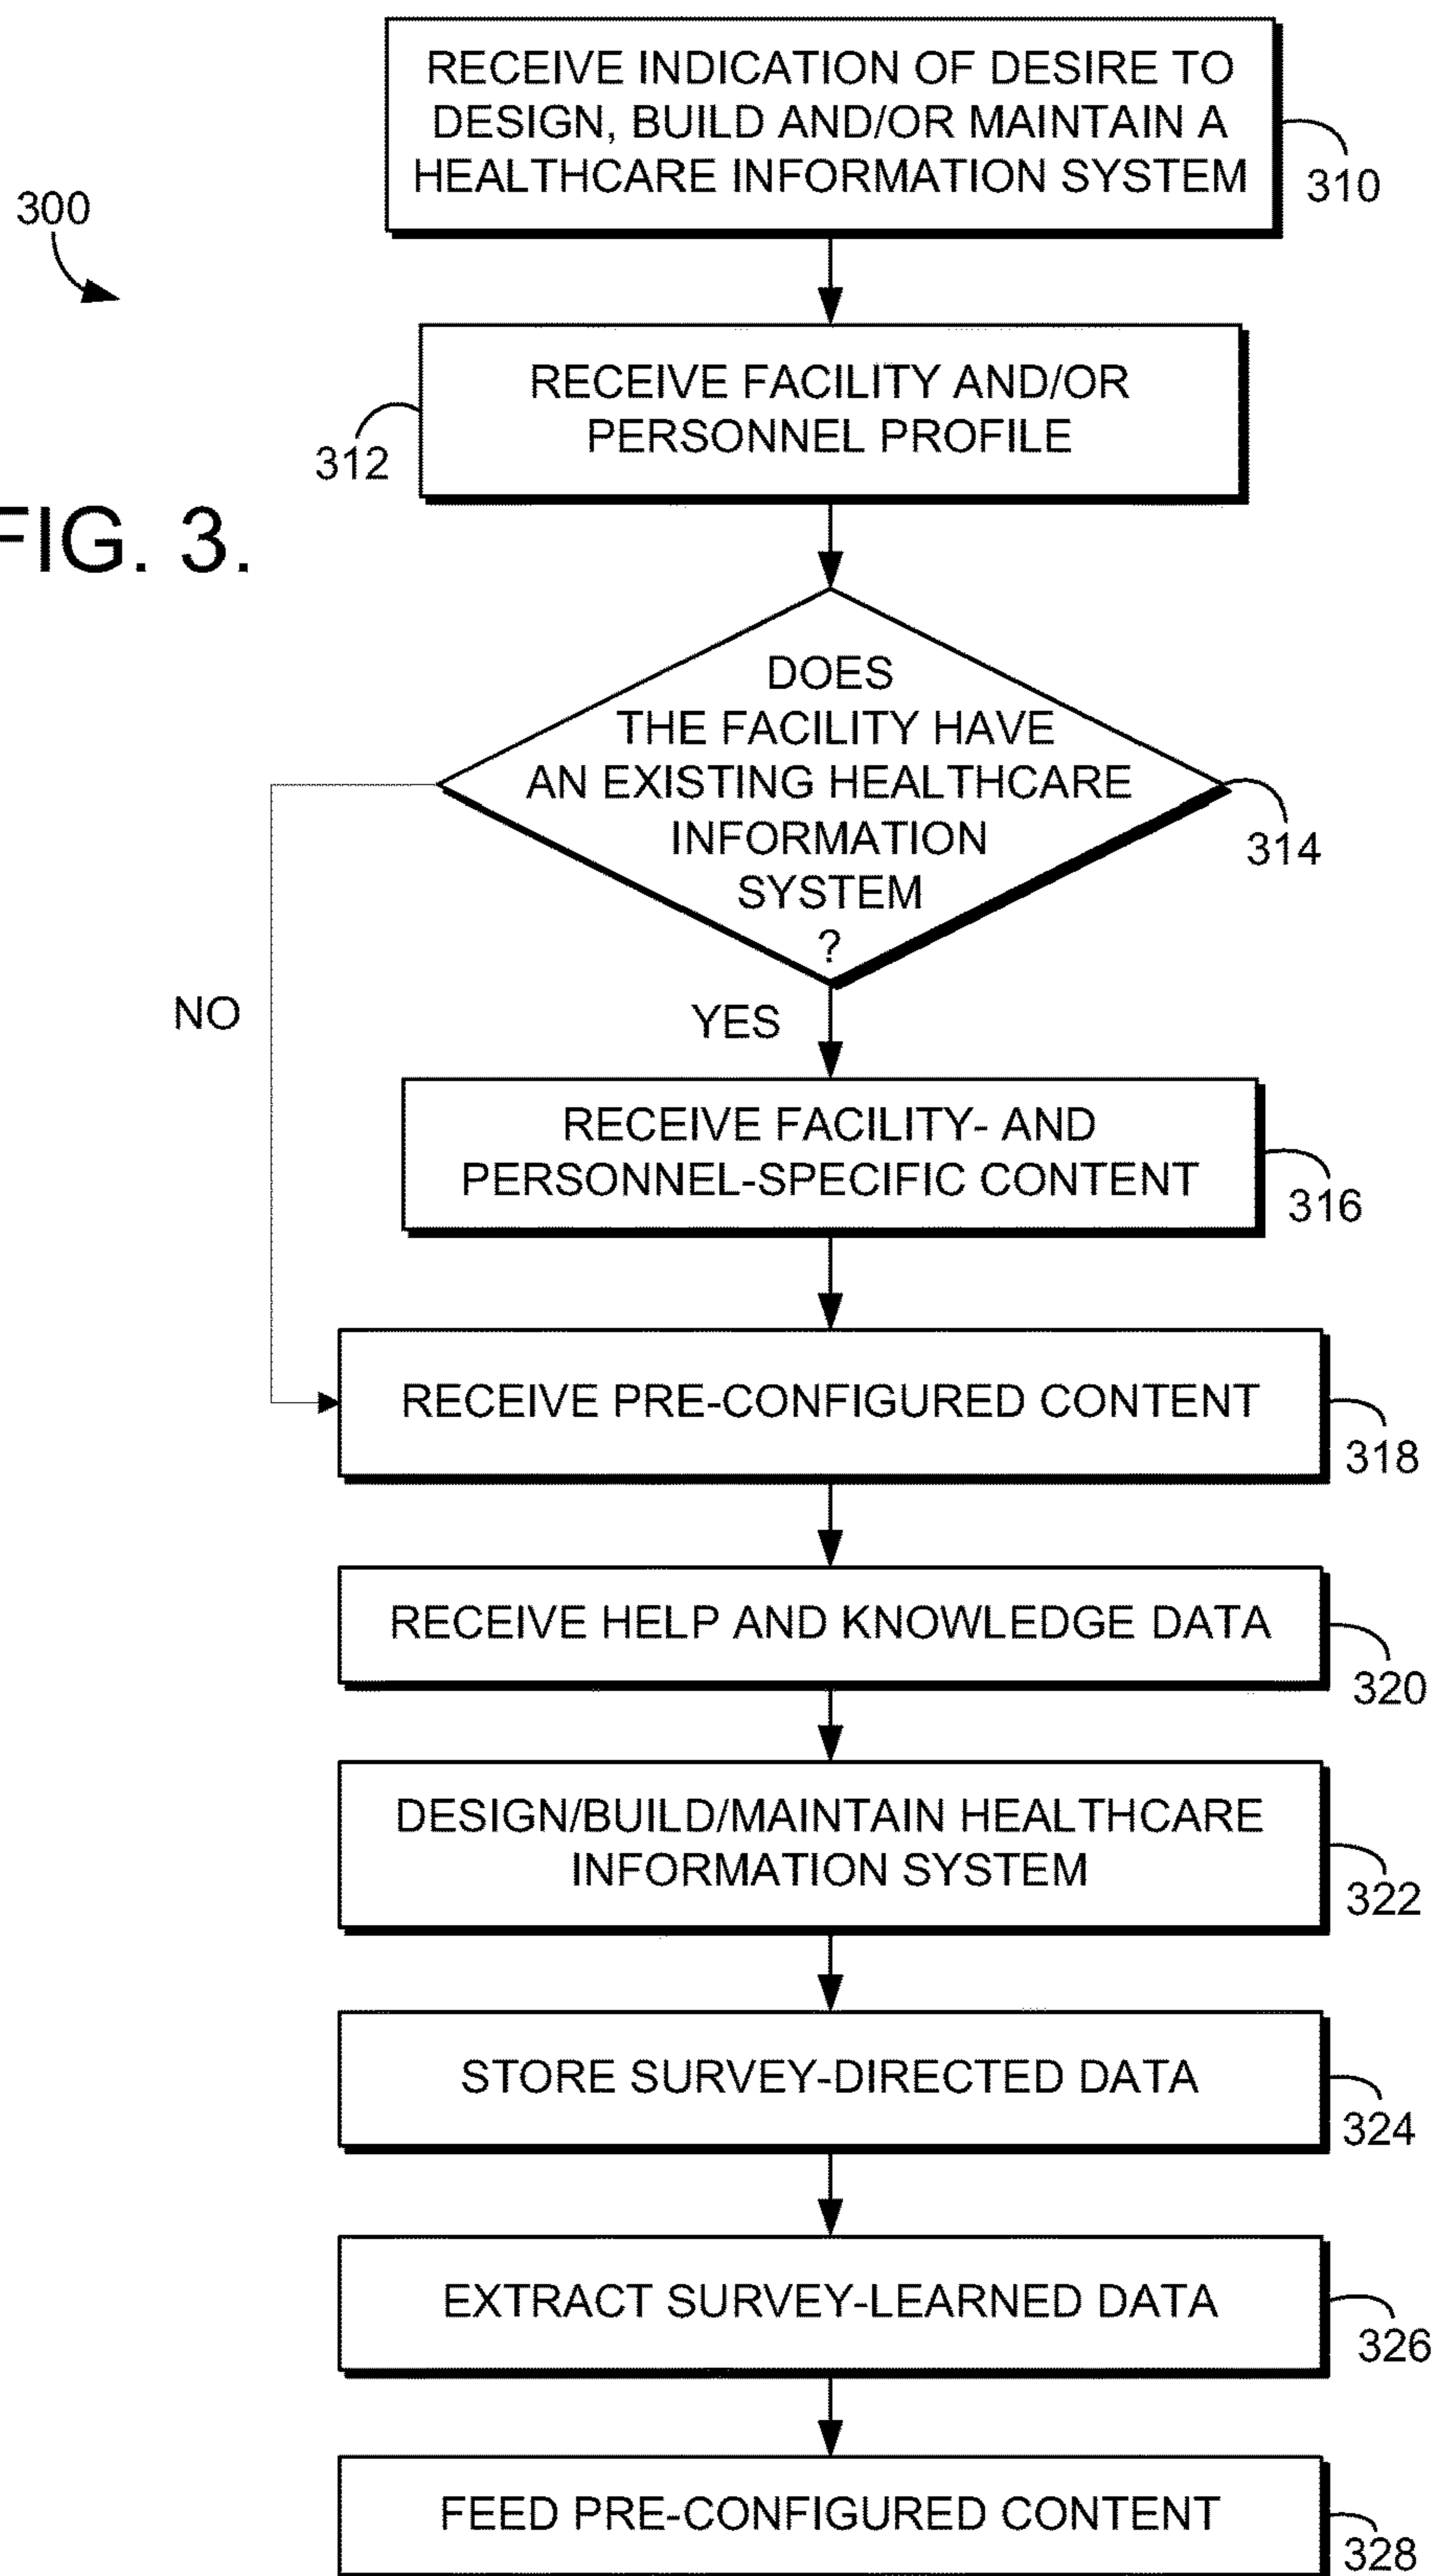 RECEIVE INDICATION OF DESIRE TO
DESIGN, BUILD AND/OR MAINTAIN A
HEALTHCARE INFORMATION SYSTEM
310
300
RECEIVE FACILITY AND/OR
PERSONNEL PROFILE
312
FIG. 3.
DOES
THE FACILITY HAVE
AN EXISTING HEALTHCARE
INFORMATION
SYSTEM
?
314
NO
YES
RECEIVE FACILITY- AND
PERSONNEL-SPECIFIC CONTENT
316
RECEIVE PRE-CONFIGURED CONTENT
318
RECEIVE HELP AND KNOWLEDGE DATA
320
DESIGN/BUILD/MAINTAIN HEALTHCARE
INFORMATION SYSTEM
322
STORE SURVEY-DIRECTED DATA
324
EXTRACT SURVEY-LEARNED DATA
326
FEED PRE-CONFIGURED CONTENT
328